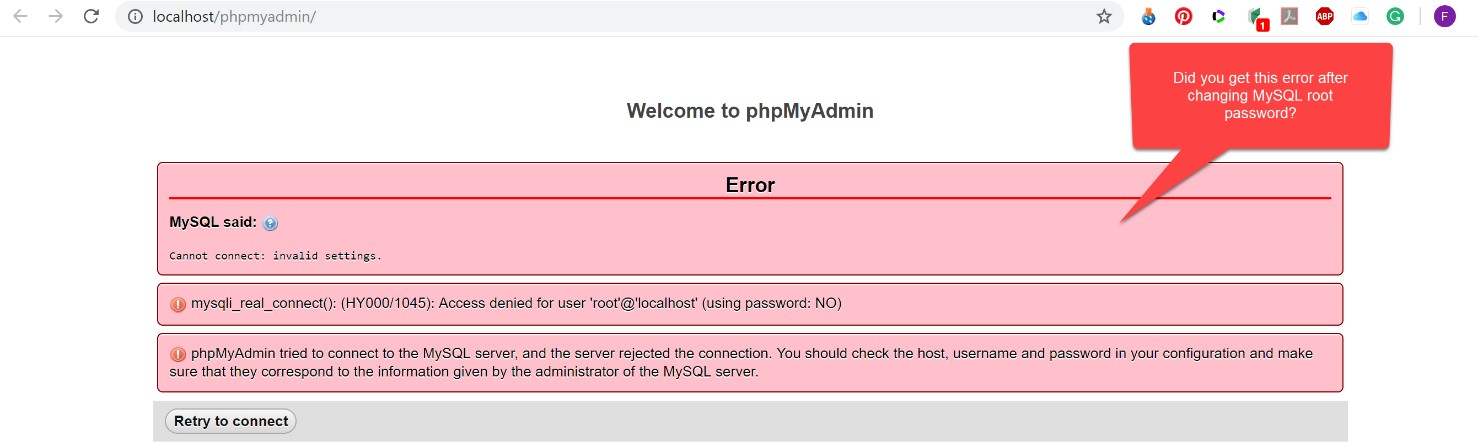 localhost/phpmyadmin/
1
ABP
G
F
Did you get this error after
changing MySQL root
password?
Welcome to phpMyAdmin
Error
MySQL said:
Cannot connect: invalid settings.
mysqli_real_connect(): (HY000/1045): Access denied for user 'root'@'localhost' (using password: NO)
phpMyAdmin tried to connect to the MySQL server, and the server rejected the connection. You should check the host, username and password in your configuration and make
sure that they correspond to the information given by the administrator of the MySQL server.
Retry to connect